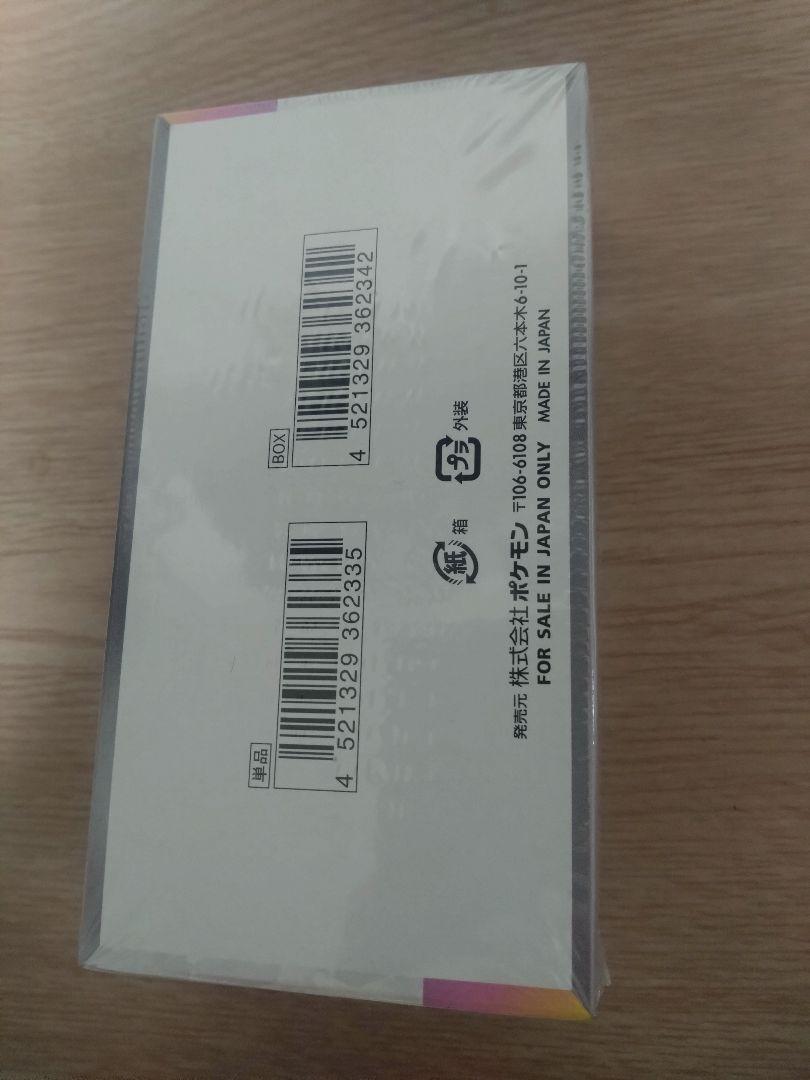 単品
4 521329 362335
BOX
4 521329 362342
紙 箱
プラ 外装
発売元 株式会社ポケモン 〒106-6108 東京都港区六本木6-10-1
FOR SALE IN JAPAN ONLY MADE IN JAPAN